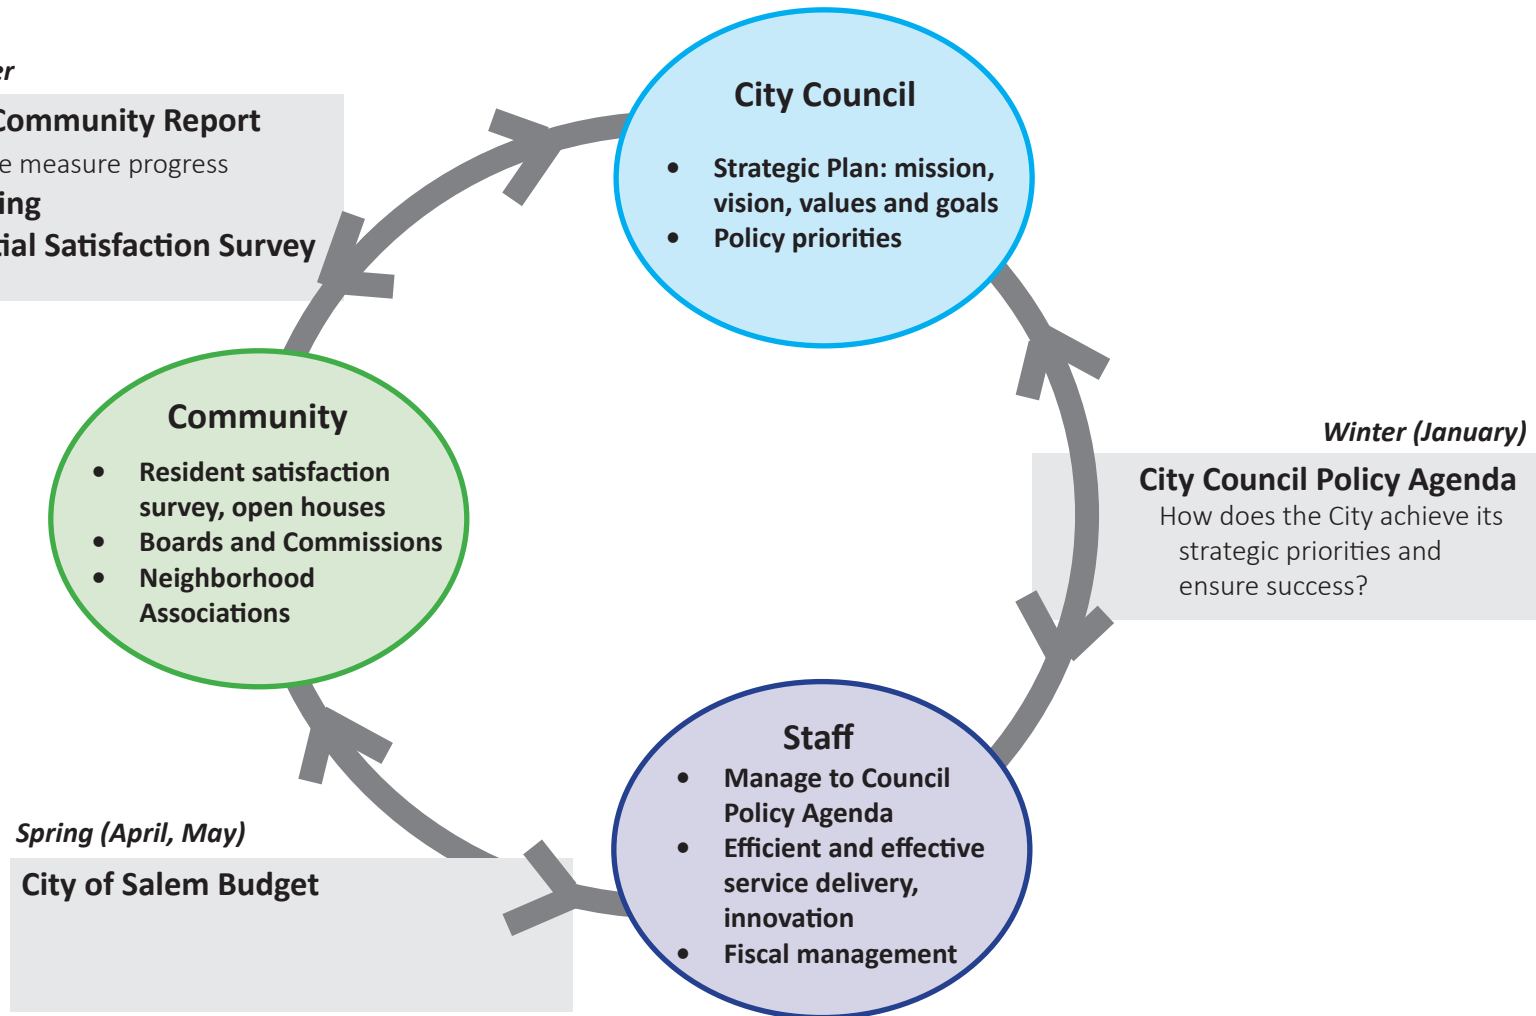 er
Community Report
e measure progress
ing
tial Satisfaction Survey
City Council
• Strategic Plan: mission,
vision, values and goals
• Policy priorities
Community
• Resident satisfaction
survey, open houses
• Boards and Commissions
• Neighborhood
Associations
Winter (January)
City Council Policy Agenda
How does the City achieve its
strategic priorities and
ensure success?
Staff
• Manage to Council
Policy Agenda
• Efficient and effective
service delivery,
innovation
• Fiscal management
Spring (April, May)
City of Salem Budget